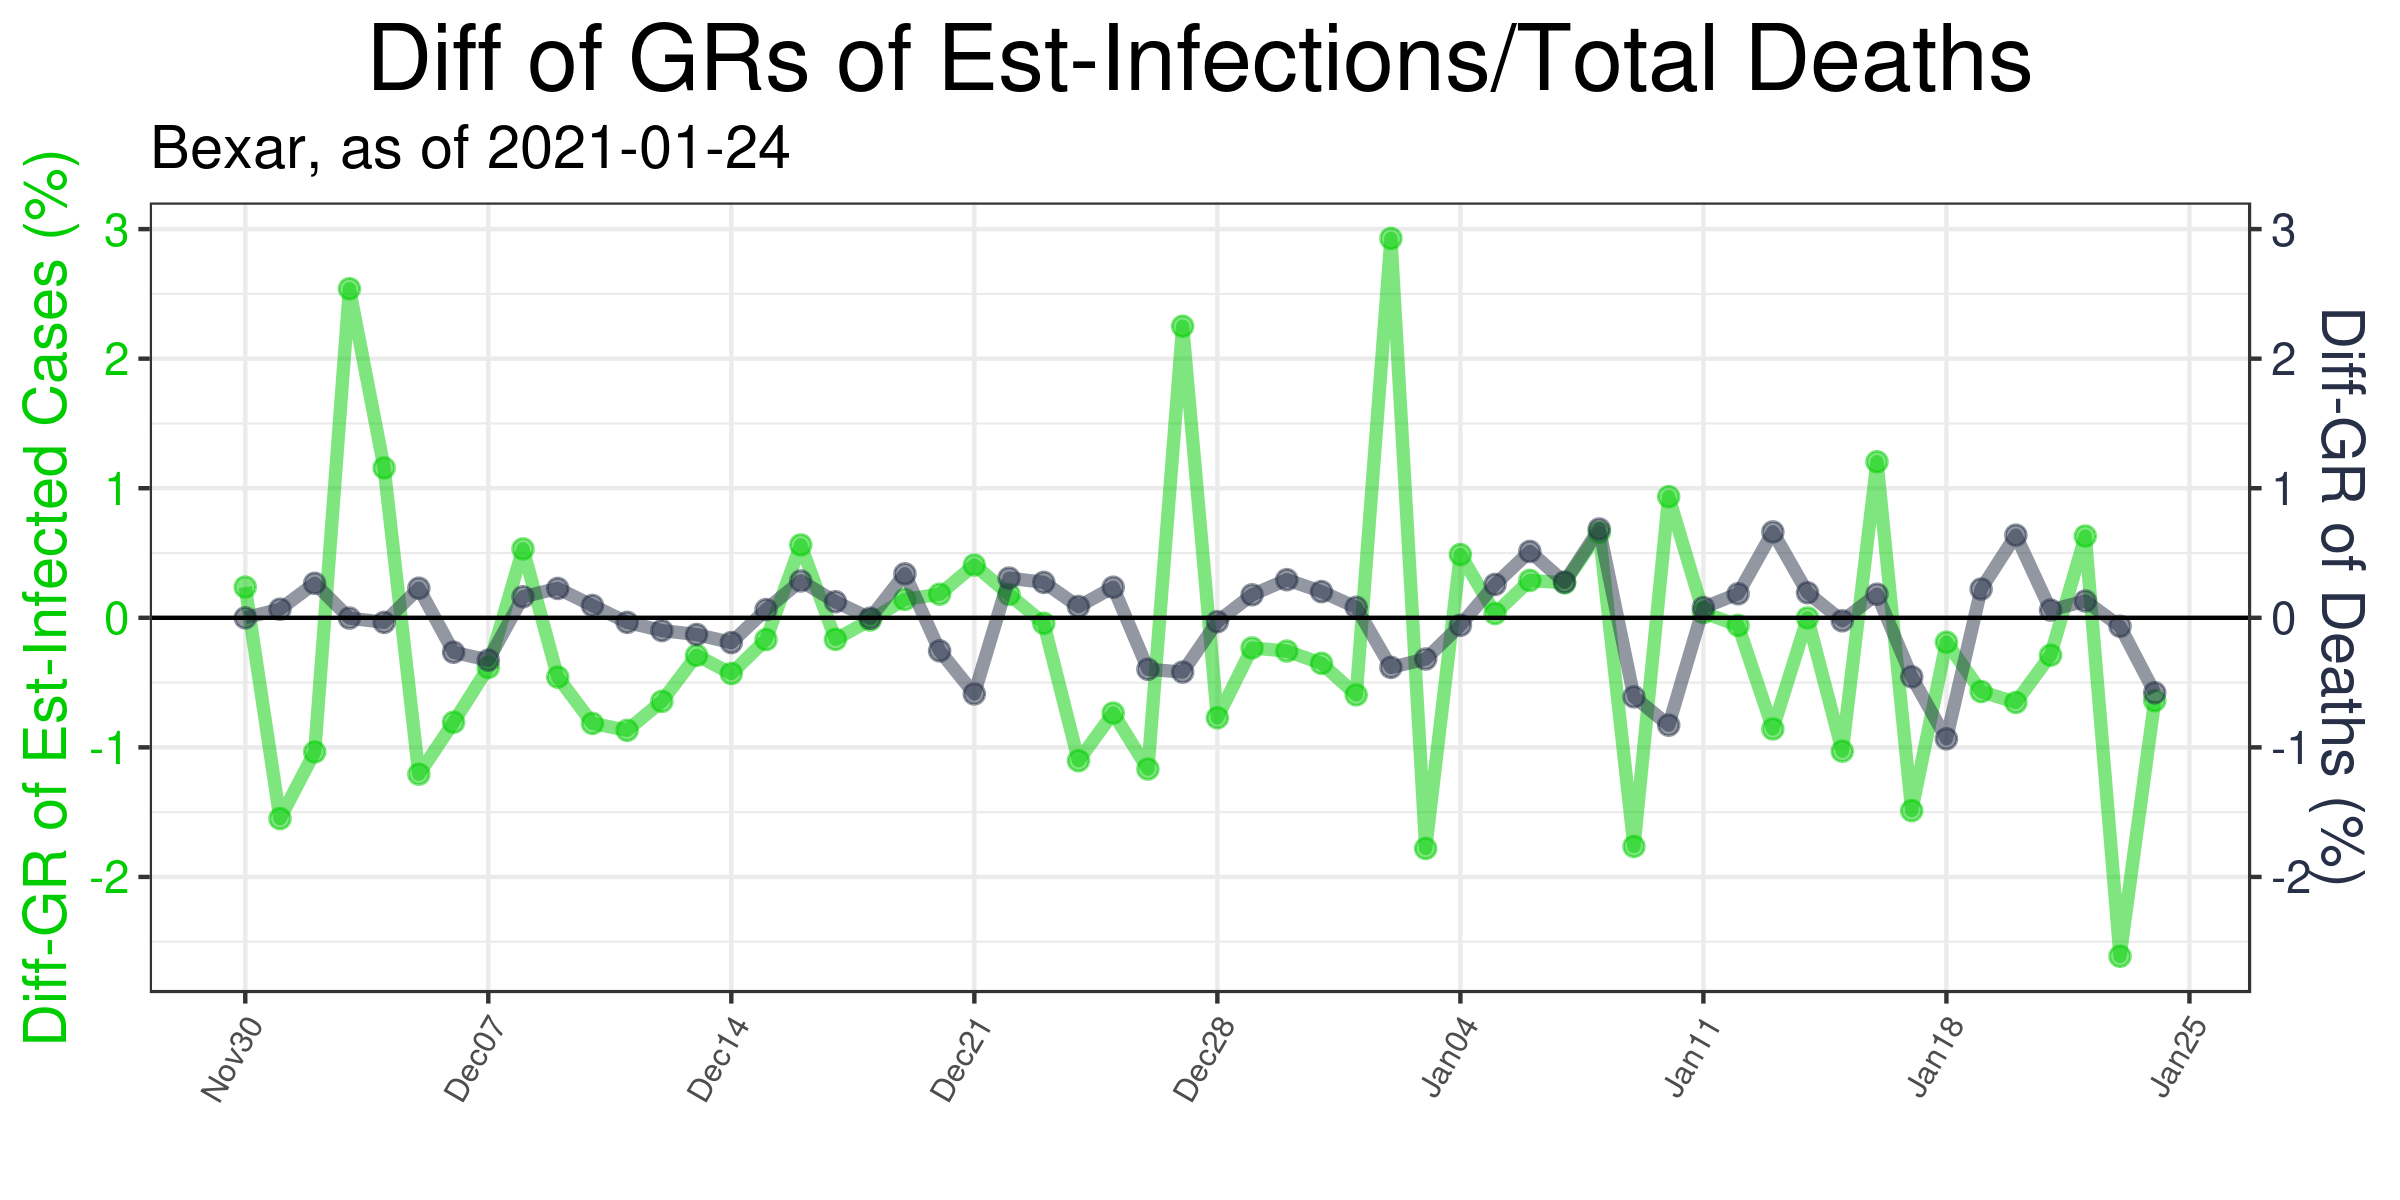 Diff of GRs of Est-Infections/Total Deaths
Bexar, as of 2021-01-24
Diff-GR of Est-Infected Cases (%)
3
2
1
0
-1
-2
3
2
1
0
-1
-2
Diff-GR of Deaths (%)
Nov30
Dec07
Dec14
Dec21
Dec28
Jan04
Jan11
Jan18
Jan25